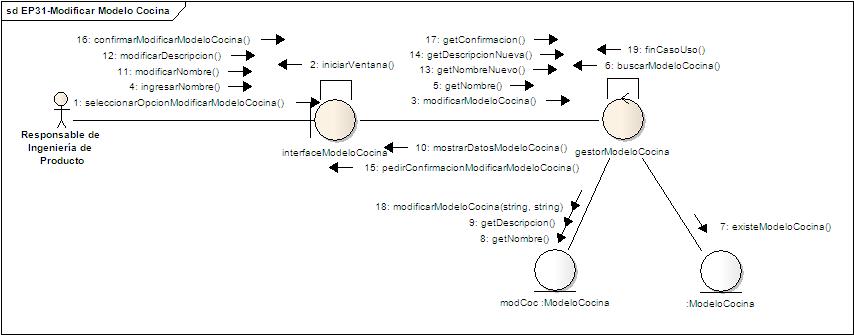 sd EP31-Modificar Modelo Cocina
16: confirmarModificarModeloCocina()
12: modificarDescripcion()
11: modificarNombre()
4: ingresarNombre()
1: seleccionarOpcionModificarModeloCocina()
2: iniciarVentana()
17: getConfirmacion()
14: getDescripcionNueva()
13: getNombreNuevo()
5: getNombre()
3: modificarModeloCocina()
19: finCasoUso()
6: buscarModeloCocina()
Responsable de
Ingeniería de
Producto
interfaceModeloCocina
gestorModeloCocina
10: mostrarDatosModeloCocina()
15: pedirConfirmacionModificarModeloCocina()
18: modificarModeloCocina(string, string)
9: getDescripcion()
8: getNombre()
7: existeModeloCocina()
modCoc :ModeloCocina
:ModeloCocina